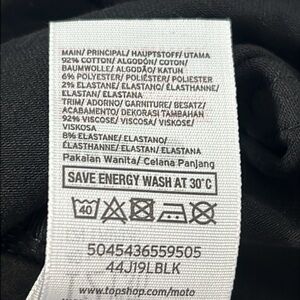 MAIN/ PRINCIPAL/ HAUPTSTOFF/ UTAMA
92% COTTON/ ALGODÓN/ COTON/
BAUMWOLLE/ ALGODÃO/ KATUN
6% POLYESTER/ POLIÉSTER/ POLIESTER
2% ELASTANE/ ELASTANO/ ÉLASTHANNE/
ELASTAN/ ELASTANA
TRIM/ ADORNO/ GARNITURE/ BESATZ/
ACABAMENTO/ DEKORASI TAMBAHAN
92% VISCOSE/ VISCOSA/ VISKOSE/
VISKOSA
8% ELASTANE/ ELASTANO/
ÉLASTHANNE/ ELASTAN/ ELASTANA
Pakaian Wanita/ Celana Panjang
SAVE ENERGY WASH AT 30°C
40
5045436559505
44J19LBLK
www.topshop.com/moto